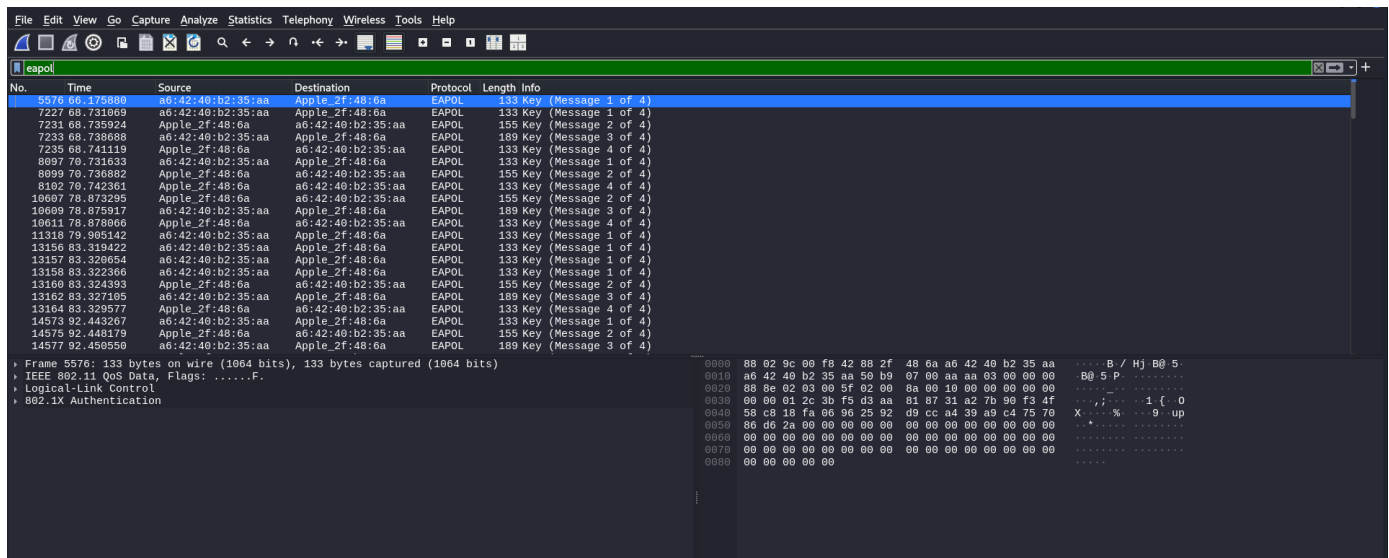 File Edit View Go Capture Analyze Statistics Telephony Wireless Tools Help
eapol
No. Time Source Destination Protocol Length Info
5576 66.175880 a6:42:40:b2:35:aa Apple_2f:48:6a EAPOL 133 Key (Message 1 of 4)
7227 68.731069 a6:42:40:b2:35:aa Apple_2f:48:6a EAPOL 133 Key (Message 1 of 4)
7231 68.735924 Apple_2f:48:6a a6:42:40:b2:35:aa EAPOL 155 Key (Message 2 of 4)
7233 68.738688 a6:42:40:b2:35:aa Apple_2f:48:6a EAPOL 189 Key (Message 3 of 4)
7235 68.741119 Apple_2f:48:6a a6:42:40:b2:35:aa EAPOL 133 Key (Message 4 of 4)
8097 70.731633 a6:42:40:b2:35:aa Apple_2f:48:6a EAPOL 133 Key (Message 1 of 4)
8099 70.736882 Apple_2f:48:6a a6:42:40:b2:35:aa EAPOL 155 Key (Message 2 of 4)
8102 70.742361 Apple_2f:48:6a a6:42:40:b2:35:aa EAPOL 133 Key (Message 4 of 4)
10607 78.873295 Apple_2f:48:6a a6:42:40:b2:35:aa EAPOL 155 Key (Message 2 of 4)
10609 78.875917 a6:42:40:b2:35:aa Apple_2f:48:6a EAPOL 189 Key (Message 3 of 4)
10611 78.878066 Apple_2f:48:6a a6:42:40:b2:35:aa EAPOL 133 Key (Message 4 of 4)
11318 79.905142 a6:42:40:b2:35:aa Apple_2f:48:6a EAPOL 133 Key (Message 1 of 4)
13156 83.319422 a6:42:40:b2:35:aa Apple_2f:48:6a EAPOL 133 Key (Message 1 of 4)
13157 83.320654 a6:42:40:b2:35:aa Apple_2f:48:6a EAPOL 133 Key (Message 1 of 4)
13158 83.322366 a6:42:40:b2:35:aa Apple_2f:48:6a EAPOL 133 Key (Message 1 of 4)
13160 83.324393 Apple_2f:48:6a a6:42:40:b2:35:aa EAPOL 155 Key (Message 2 of 4)
13162 83.327105 a6:42:40:b2:35:aa Apple_2f:48:6a EAPOL 189 Key (Message 3 of 4)
13164 83.329577 Apple_2f:48:6a a6:42:40:b2:35:aa EAPOL 133 Key (Message 4 of 4)
14573 92.443267 a6:42:40:b2:35:aa Apple_2f:48:6a EAPOL 133 Key (Message 1 of 4)
14575 92.448179 Apple_2f:48:6a a6:42:40:b2:35:aa EAPOL 155 Key (Message 2 of 4)
14577 92.450550 a6:42:40:b2:35:aa Apple_2f:48:6a EAPOL 189 Key (Message 3 of 4)
Frame 5576: 133 bytes on wire (1064 bits), 133 bytes captured (1064 bits)
IEEE 802.11 QoS Data, Flags: ......F.
Logical-Link Control
802.1X Authentication
0000 88 02 9c 00 f8 42 88 2f 48 6a a6 42 40 b2 35 aa ·····B·/ Hj·B@·5·
0010 a6 42 40 b2 35 aa 50 b9 07 00 aa aa 03 00 00 00 ·B@·5·P· ········
0020 88 8e 02 03 00 5f 02 00 8a 00 10 00 00 00 00 00 ·····_·· ········
0030 00 00 01 2c 3b f5 d3 aa 81 87 31 a2 7b 90 f3 4f ···,;··· ··1·{··O
0040 58 c8 18 fa 06 96 25 92 d9 cc a4 39 a9 c4 75 70 X·····%· ···9··up
0050 86 d6 2a 00 00 00 00 00 00 00 00 00 00 00 00 00 ··*····· ········
0060 00 00 00 00 00 00 00 00 00 00 00 00 00 00 00 00 ········ ········
0070 00 00 00 00 00 00 00 00 00 00 00 00 00 00 00 00 ········ ········
0080 00 00 00 00 00 ·····